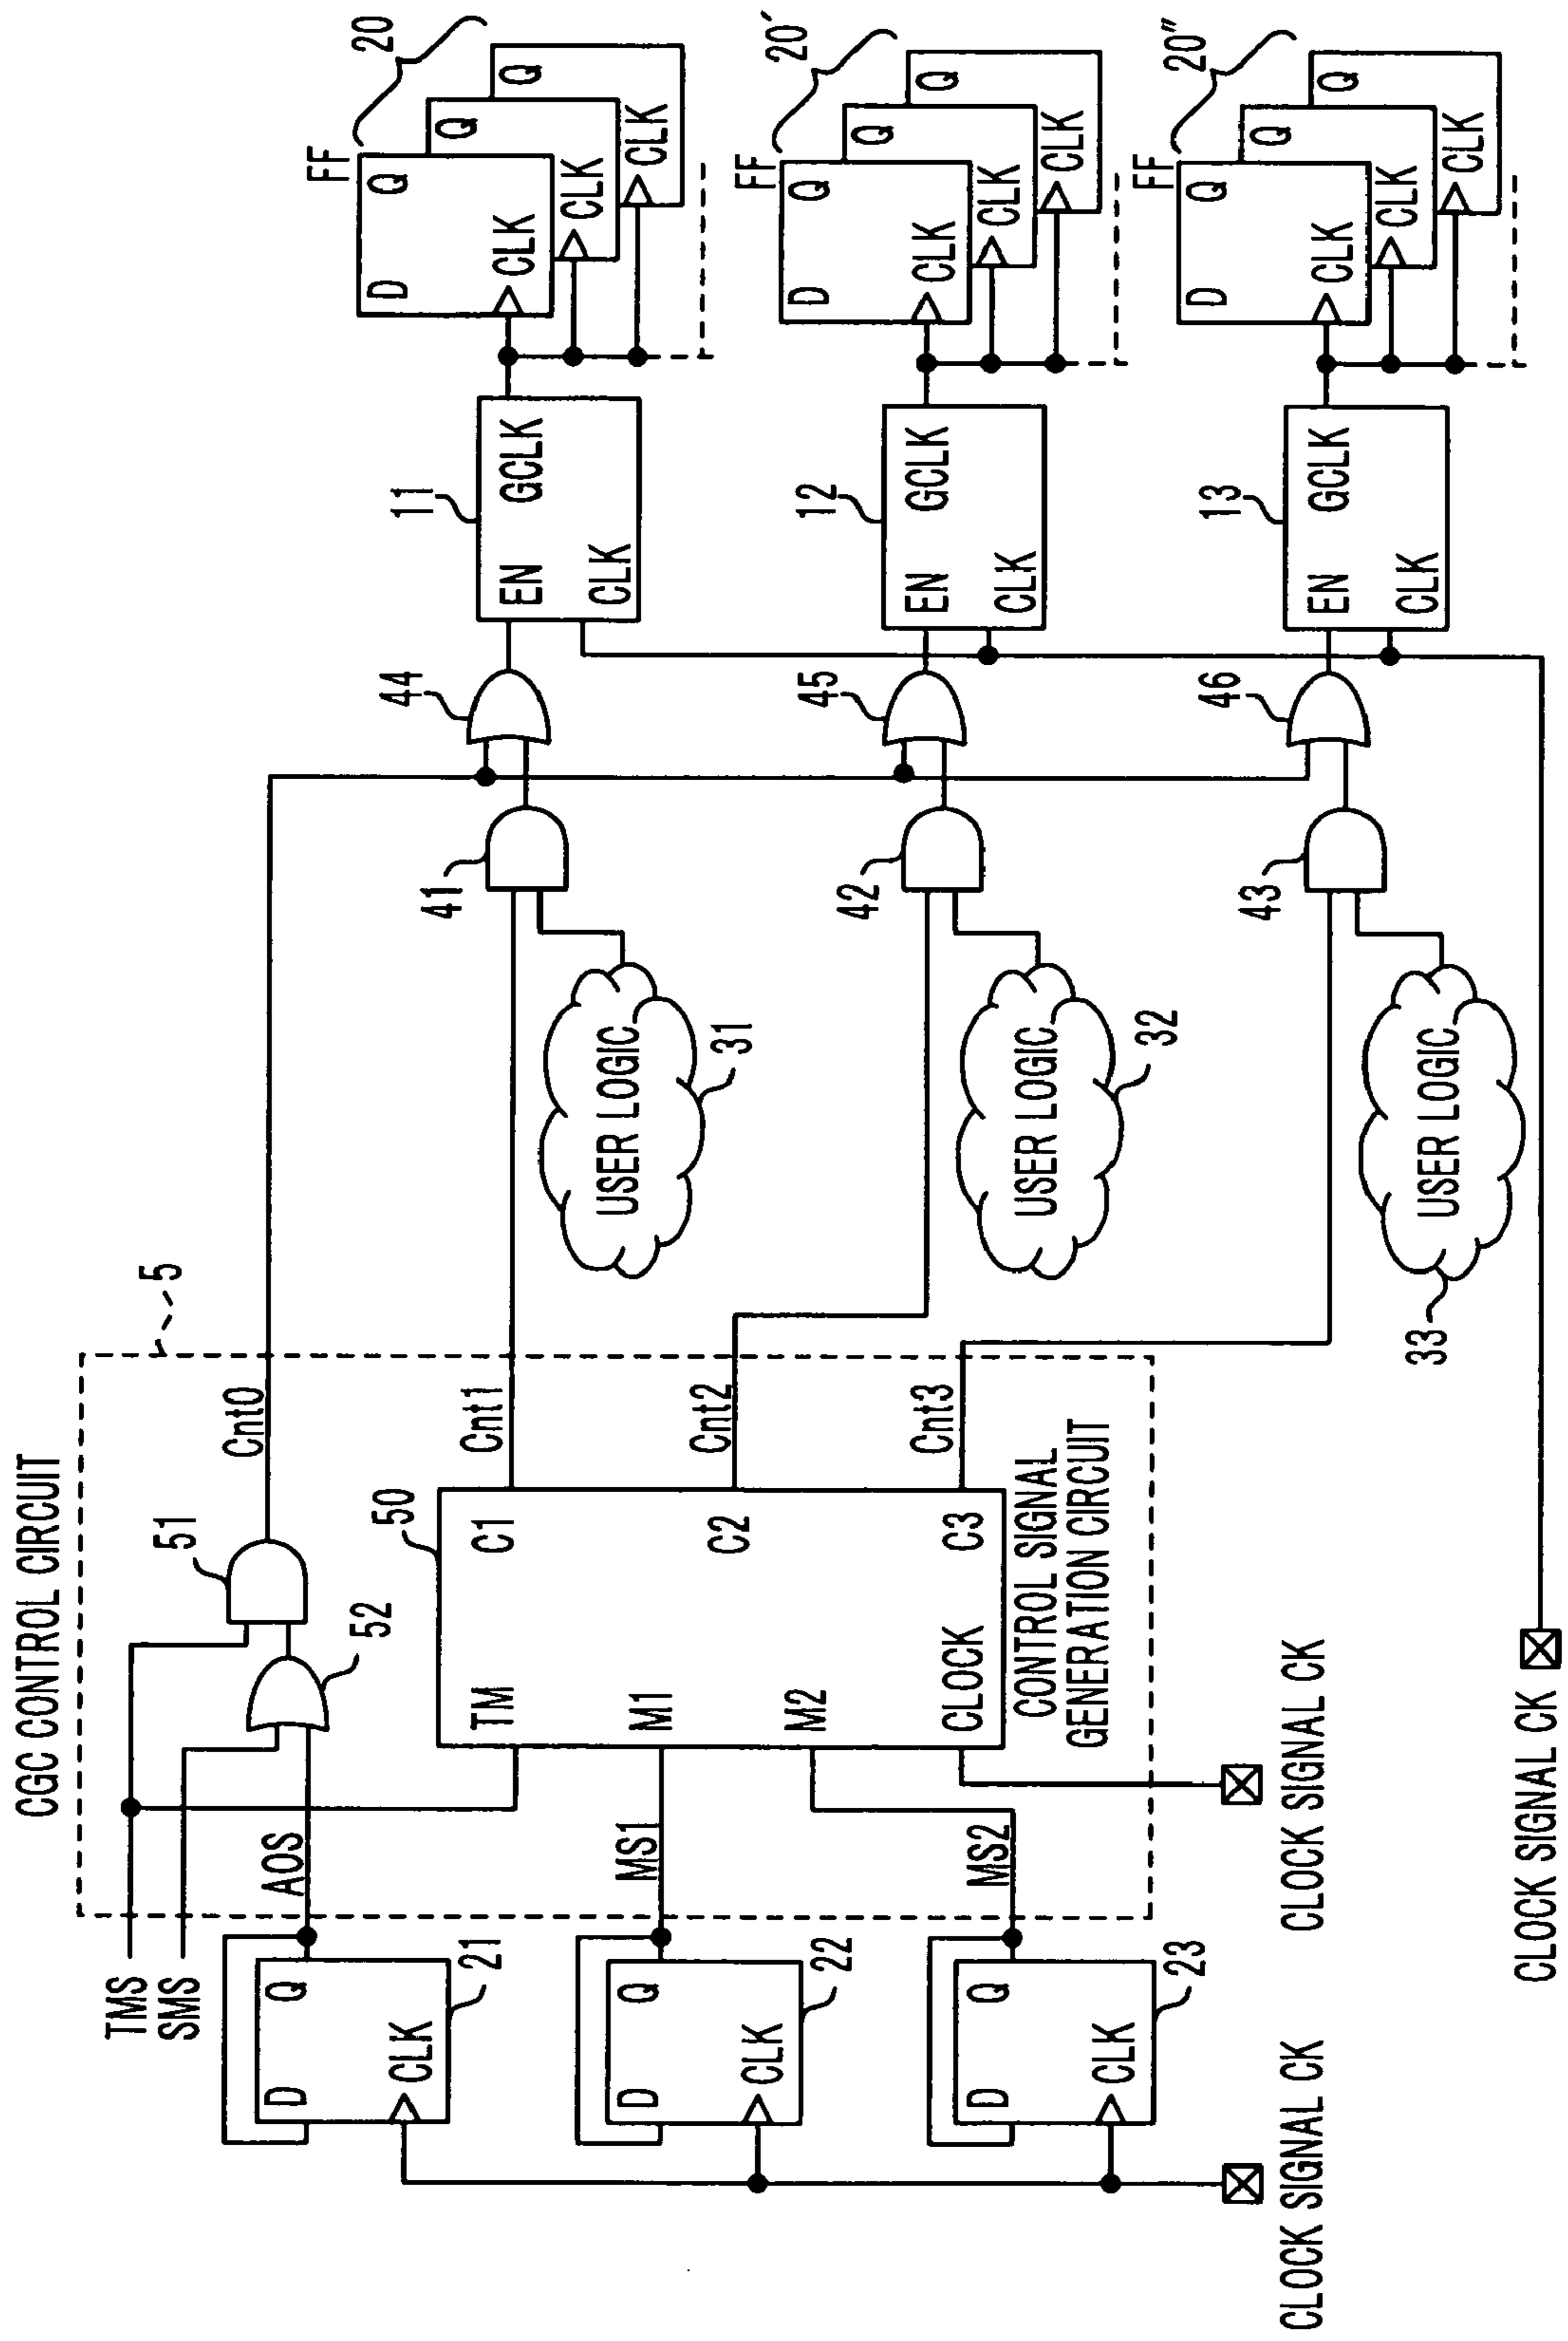 CGC CONTROL CIRCUIT
5
TMS
SMS
AOS
51
52
Cnt0
D Q
CLK
21
MS1
D Q
CLK
22
MS2
D Q
CLK
23
50
TM C1
M1 C2
M2
CLOCK C3
CONTROL SIGNAL
GENERATION CIRCUIT
Cnt1
Cnt2
Cnt3
CLOCK SIGNAL CK
CLOCK SIGNAL CK
CLOCK SIGNAL CK
USER LOGIC
31
USER LOGIC
32
USER LOGIC
33
41
42
43
44
45
46
11
EN GCLK
CLK
12
EN GCLK
CLK
13
EN GCLK
CLK
FF
20
D Q
CLK
Q
CLK
Q
CLK
FF
20′
D Q
CLK
Q
CLK
Q
CLK
FF
20″
D Q
CLK
Q
CLK
Q
CLK